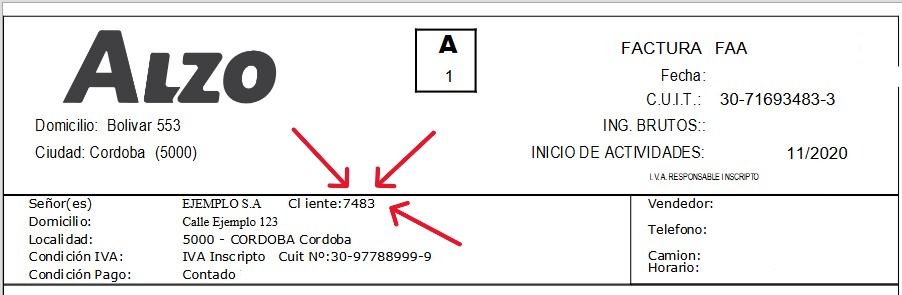 ALZO
A
1
FACTURA FAA
Fecha:
C.U.I.T.: 30-71693483-3
Domicilio: Bolivar 553
ING. BRUTOS::
Ciudad: Cordoba (5000)
INICIO DE ACTIVIDADES: 11/2020
I.V.A. RESPONSABLE INSCRIPTO
Señor(es) EJEMPLO S.A Cliente:7483
Domicilio: Calle Ejemplo 123
Localidad: 5000 - CORDOBA Cordoba
Condición IVA: IVA Inscripto Cuit Nº:30-97788999-9
Condición Pago: Contado
Vendedor:
Telefono:
Camion:
Horario: